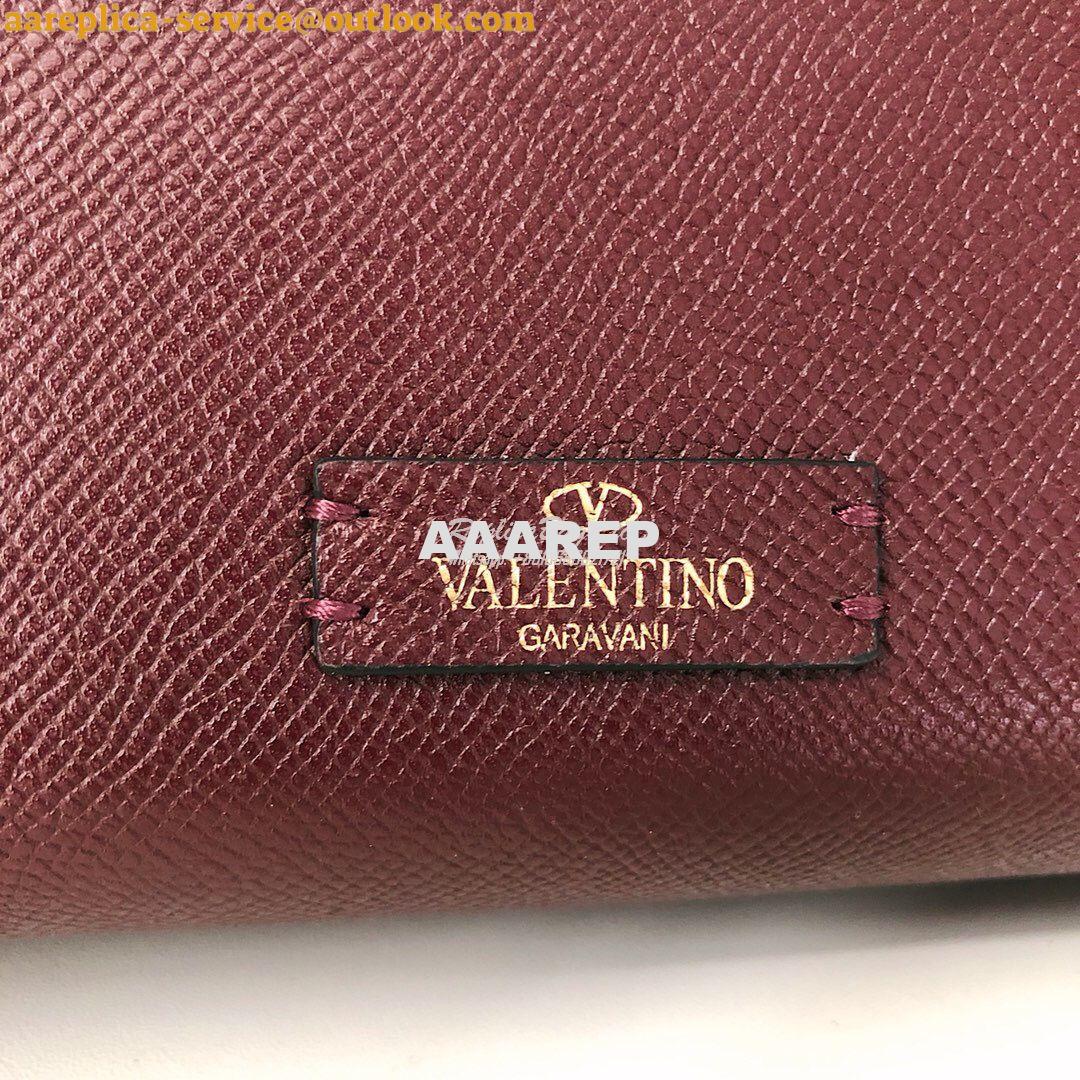 aareplica-service@outlook.com
V
AAAREP
VALENTINO
GARAVANI